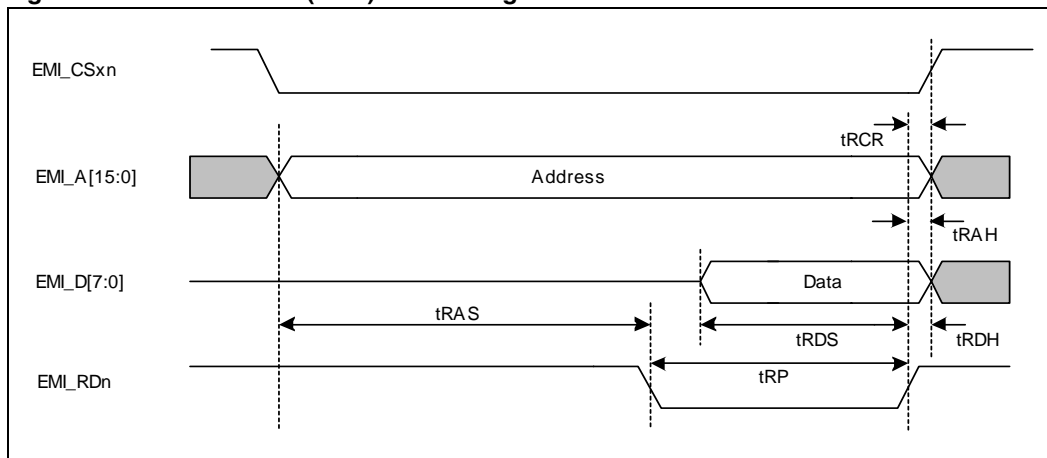 EMI_CSxn
tRCR
EMI_A[15:0]
Address
tRAH
EMI_D[7:0]
Data
tRAS
tRDS
tRDH
EMI_RDn
tRP